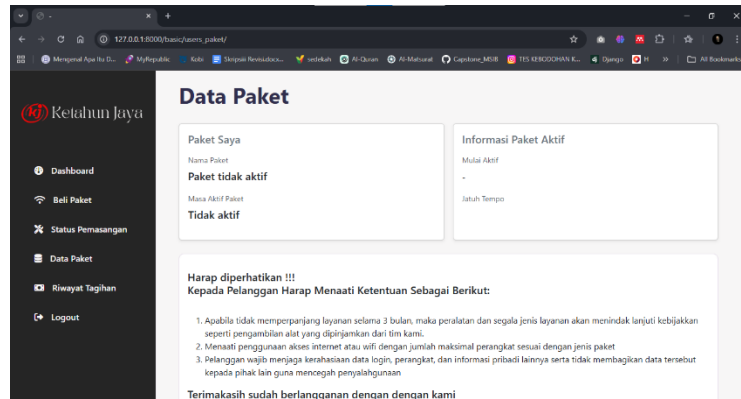 127.0.0.1:8000/basic/users_paket/
Mengenal Apa Itu D... MyRepublic Kobi Skripsiii Revisi.docx... sedekah Al-Quran Al-Matsurat Capstone_MSIB TES KEBODOHAN K... Django H All Bookmarks
Ketahun Jaya
Dashboard
Beli Paket
Status Pemasangan
Data Paket
Riwayat Tagihan
Logout
Data Paket
Paket Saya
Nama Paket
Paket tidak aktif
Masa Aktif Paket
Tidak aktif
Informasi Paket Aktif
Mulai Aktif
-
Jatuh Tempo
Harap diperhatikan !!!
Kepada Pelanggan Harap Menaati Ketentuan Sebagai Berikut:
1. Apabila tidak memperpanjang layanan selama 3 bulan, maka peralatan dan segala jenis layanan akan menindak lanjuti kebijakkan
seperti pengambilan alat yang dipinjamkan dari tim kami.
2. Menaati penggunaan akses internet atau wifi dengan jumlah maksimal perangkat sesuai dengan jenis paket
3. Pelanggan wajib menjaga kerahasiaan data login, perangkat, dan informasi pribadi lainnya serta tidak membagikan data tersebut
kepada pihak lain guna mencegah penyalahgunaan
Terimakasih sudah berlangganan dengan dengan kami